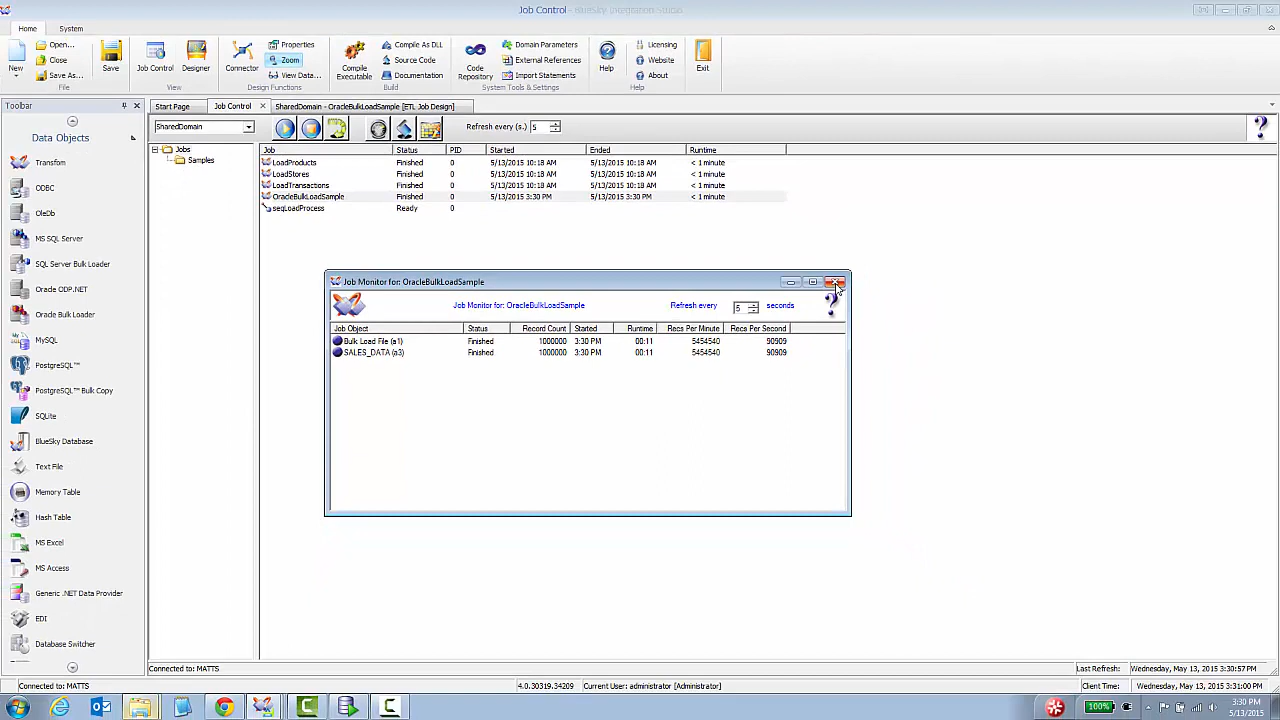 Job Control - BlueSky Integration Studio
Home System
New
Open...
Close
Save As...
Save
File
Job Control
Designer
View
Connector
Properties
Zoom
View Data...
Design Functions
Compile Executable
Compile As DLL
Source Code
Documentation
Build
Code Repository
Domain Parameters
External References
Import Statements
System Tools & Settings
Help
Licensing
Website
About
Help
Exit
Toolbar
Start Page Job Control SharedDomain - OracleBulkLoadSample [ETL Job Design]
Data Objects
SharedDomain
Refresh every (s.) 5
Transfom
ODBC
OleDb
MS SQL Server
SQL Server Bulk Loader
Oracle ODP.NET
Oracle Bulk Loader
MySQL
PostgreSQL™
PostgreSQL™ Bulk Copy
SQLite
BlueSky Database
Text File
Memory Table
Hash Table
MS Excel
MS Access
Generic .NET Data Provider
EDI
Database Switcher
Jobs
Samples
Job Status PID Started Ended Runtime
LoadProducts Finished 0 5/13/2015 10:18 AM 5/13/2015 10:18 AM < 1 minute
LoadStores Finished 0 5/13/2015 10:18 AM 5/13/2015 10:18 AM < 1 minute
LoadTransactions Finished 0 5/13/2015 10:18 AM 5/13/2015 10:18 AM < 1 minute
OracleBulkLoadSample Finished 0 5/13/2015 3:30 PM 5/13/2015 3:30 PM < 1 minute
seqLoadProcess Ready 0
Job Monitor for: OracleBulkLoadSample
Job Monitor for: OracleBulkLoadSample Refresh every 5 seconds
Job Object Status Record Count Started Runtime Recs Per Minute Recs Per Second
Bulk Load File (a1) Finished 1000000 3:30 PM 00:11 5454540 90909
SALES_DATA (a3) Finished 1000000 3:30 PM 00:11 5454540 90909
Connected to: MATTS Last Refresh: Wednesday, May 13, 2015 3:30:57 PM
Connected to: MATTS 4.0.30319.34209 Current User: administrator [Administrator] Client Time: Wednesday, May 13, 2015 3:31:00 PM
100%
3:30 PM
5/13/2015